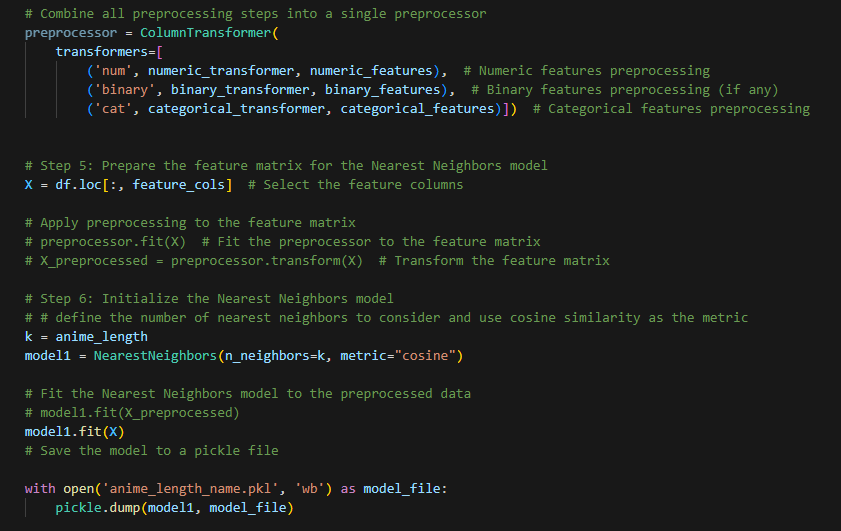 # Combine all preprocessing steps into a single preprocessor
preprocessor = ColumnTransformer(
    transformers=[
        ('num', numeric_transformer, numeric_features),  # Numeric features preprocessing
        ('binary', binary_transformer, binary_features),  # Binary features preprocessing (if any)
        ('cat', categorical_transformer, categorical_features)])  # Categorical features preprocessing
# Step 5: Prepare the feature matrix for the Nearest Neighbors model
X = df.loc[:, feature_cols]  # Select the feature columns
# Apply preprocessing to the feature matrix
# preprocessor.fit(X)  # Fit the preprocessor to the feature matrix
# X_preprocessed = preprocessor.transform(X)  # Transform the feature matrix
# Step 6: Initialize the Nearest Neighbors model
# # define the number of nearest neighbors to consider and use cosine similarity as the metric
k = anime_length
model1 = NearestNeighbors(n_neighbors=k, metric="cosine")
# Fit the Nearest Neighbors model to the preprocessed data
# model1.fit(X_preprocessed)
model1.fit(X)
# Save the model to a pickle file
with open('anime_length_name.pkl', 'wb') as model_file:
    pickle.dump(model1, model_file)